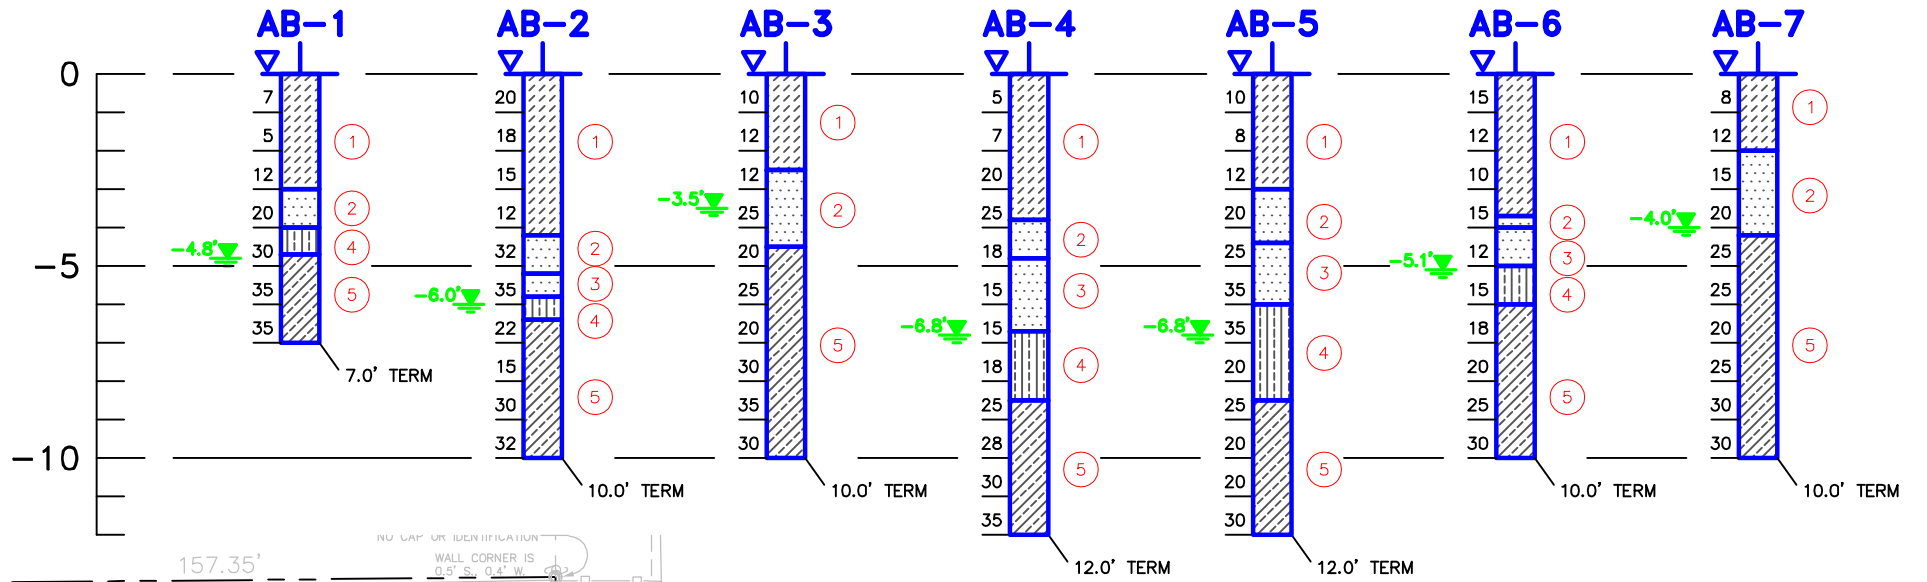 AB-1 AB-2 AB-3 AB-4 AB-5 AB-6 AB-7
0
7 20 10 5 10 15 8
1
1
5 18 12 7 8 12 12
1 1 1 1 1
12 15 12 20 12 10 15
-3.5' 2
20 12 25 25 20 15 20
2 2 2 2 -4.0'
-4.8' 4 2 2 3
30 32 20 18 25 12 25
-5
-5.1'
35 35 25 15 35 15 25
5 3 3 3 4
-6.0' 4
35 22 20 15 35 18 20
-6.8' -6.8'
5 4 5
7.0' TERM 15 30 18 20 20 25
4
30 35 25 25 25 30
5 5
32 30 28 20 30 30
-10
5 5
10.0' TERM 10.0' TERM 30 20 10.0' TERM 10.0' TERM
35 30
12.0' TERM 12.0' TERM
NO CAP OR IDENTIFICATION
157.35'
WALL CORNER IS
0.5' S., 0.4' W.